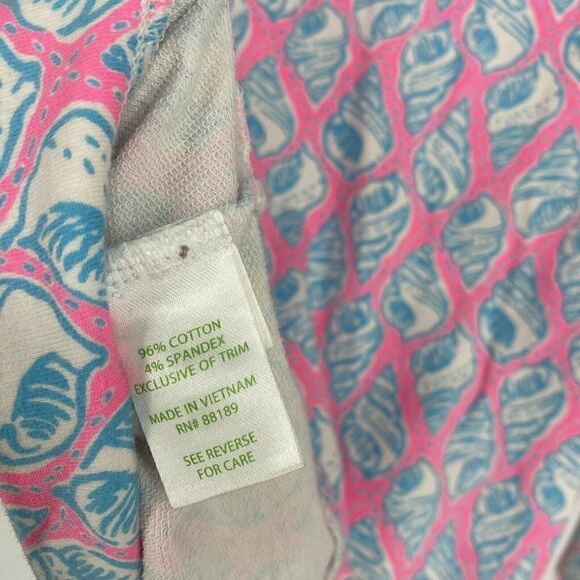 96% COTTON
4% SPANDEX
EXCLUSIVE OF TRIM
MADE IN VIETNAM
RN# 88189
SEE REVERSE
FOR CARE